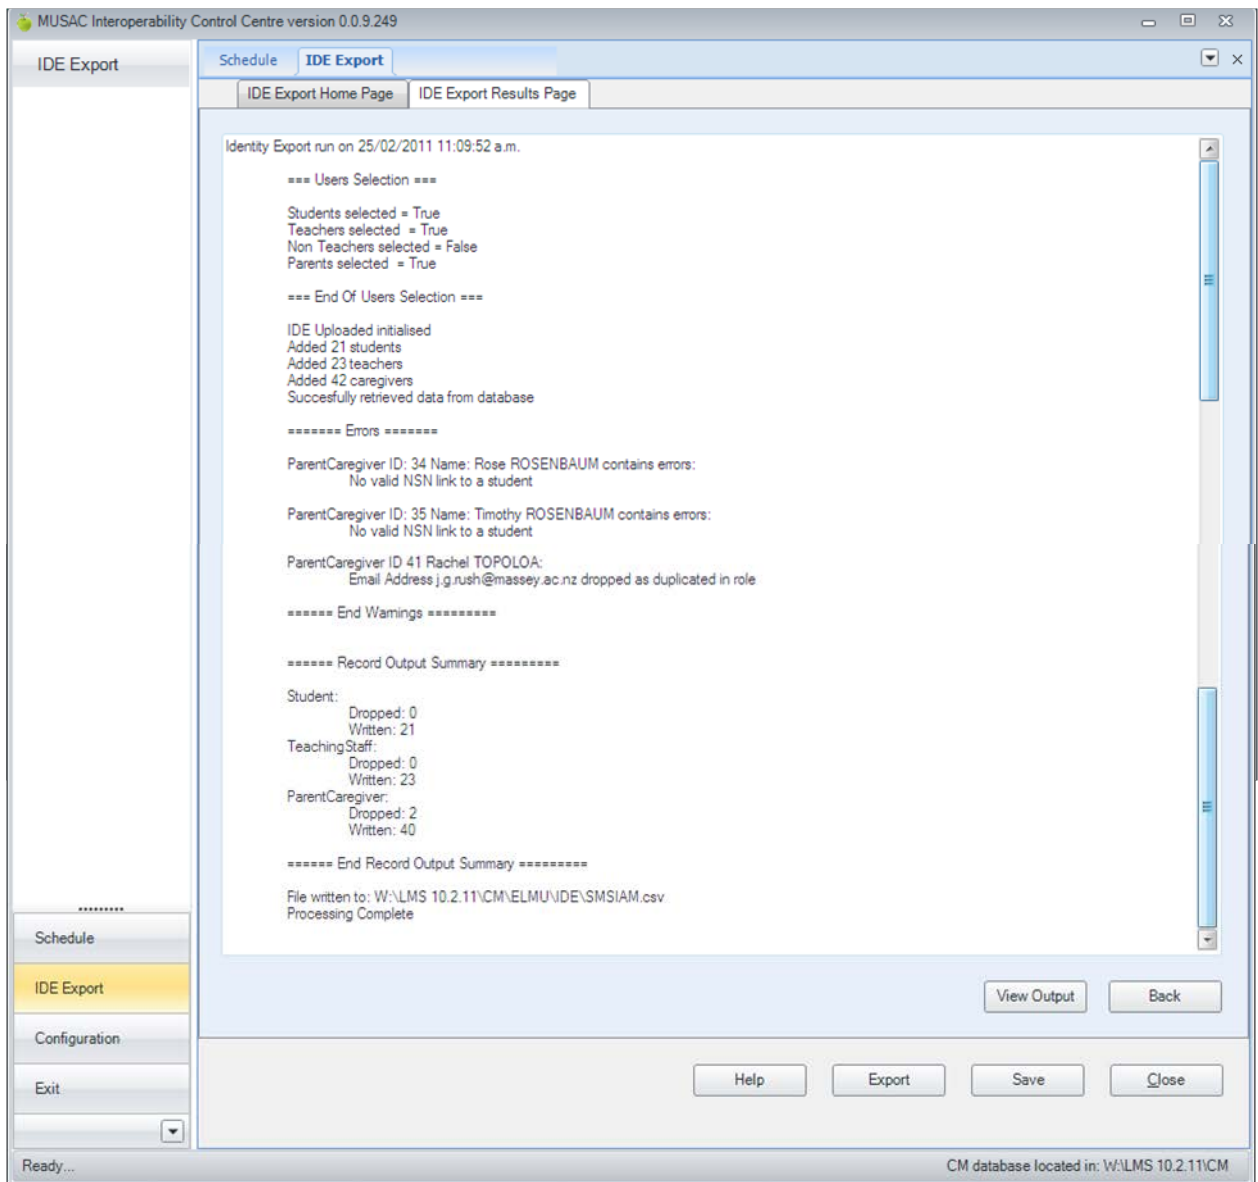 MUSAC Interoperability Control Centre version 0.0.9.249
IDE Export
Schedule
IDE Export
IDE Export Home Page
IDE Export Results Page
Identity Export run on 25/02/2011 11:09:52 a.m.
=== Users Selection ===
Students selected = True
Teachers selected  = True
Non Teachers selected = False
Parents selected  = True
=== End Of Users Selection ===
IDE Uploaded initialised
Added 21 students
Added 23 teachers
Added 42 caregivers
Succesfully retrieved data from database
======= Errors =======
ParentCaregiver ID: 34 Name: Rose ROSENBAUM contains errors:
No valid NSN link to a student
ParentCaregiver ID: 35 Name: Timothy ROSENBAUM contains errors:
No valid NSN link to a student
ParentCaregiver ID 41 Rachel TOPOLOA:
Email Address j.g.rush@massey.ac.nz dropped as duplicated in role
====== End Warnings =========
====== Record Output Summary =========
Student:
Dropped: 0
Written: 21
TeachingStaff:
Dropped: 0
Written: 23
ParentCaregiver:
Dropped: 2
Written: 40
====== End Record Output Summary =========
File written to: W:\LMS 10.2.11\CM\ELMU\IDE\SMSIAM.csv
Processing Complete
View Output
Back
Schedule
IDE Export
Configuration
Exit
Help
Export
Save
Close
Ready...
CM database located in: W:\LMS 10.2.11\CM